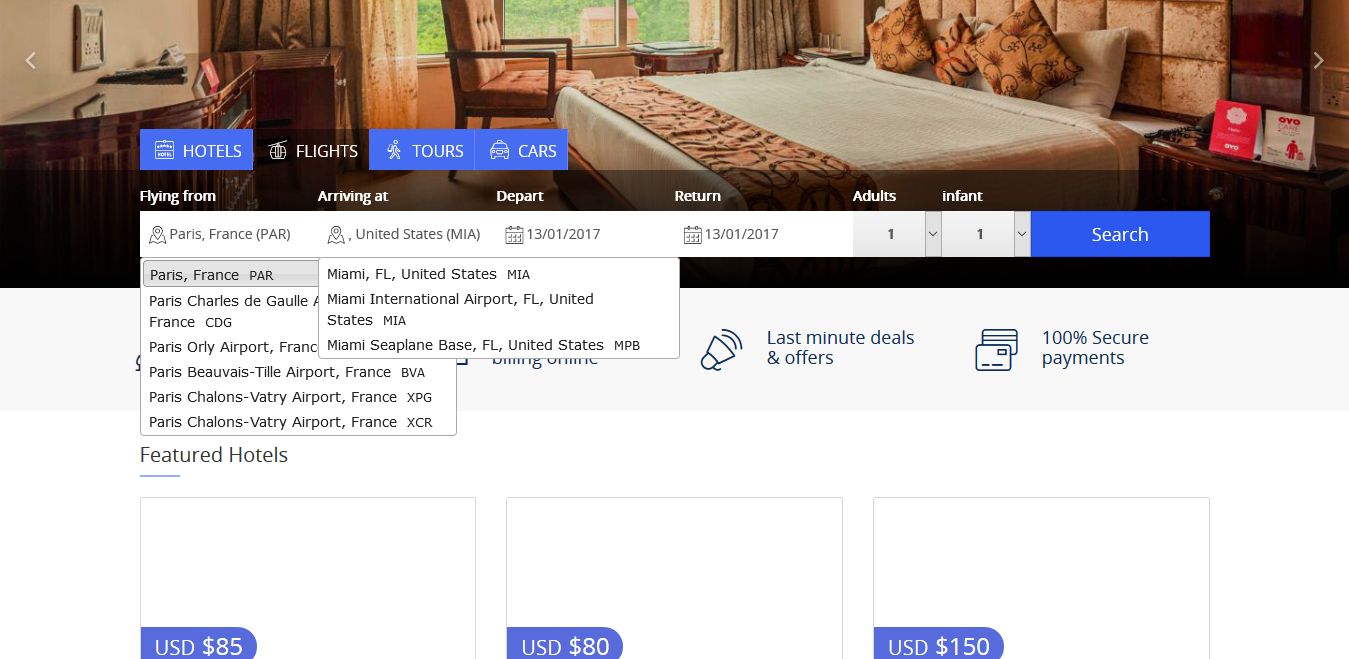 OYO
OYO
CARE
HOTELS
FLIGHTS
TOURS
CARS
Flying from
Arriving at
Depart
Return
Adults
infant
Paris, France (PAR)
, United States (MIA)
13/01/2017
13/01/2017
1
1
Search
Paris, France PAR
Paris Charles de Gaulle
France CDG
Paris Orly Airport, Franc
Paris Beauvais-Tille Airport, France BVA
Paris Chalons-Vatry Airport, France XPG
Paris Chalons-Vatry Airport, France XCR
Miami, FL, United States MIA
Miami International Airport, FL, United
States MIA
Miami Seaplane Base, FL, United States MPB
billing online
Last minute deals
& offers
100% Secure
payments
Featured Hotels
USD $85
USD $80
USD $150